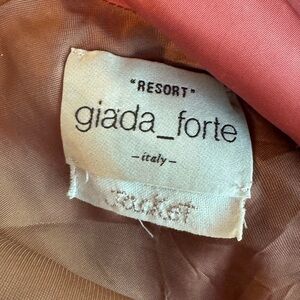 "RESORT"
giada_forte
–italy–
Jacket